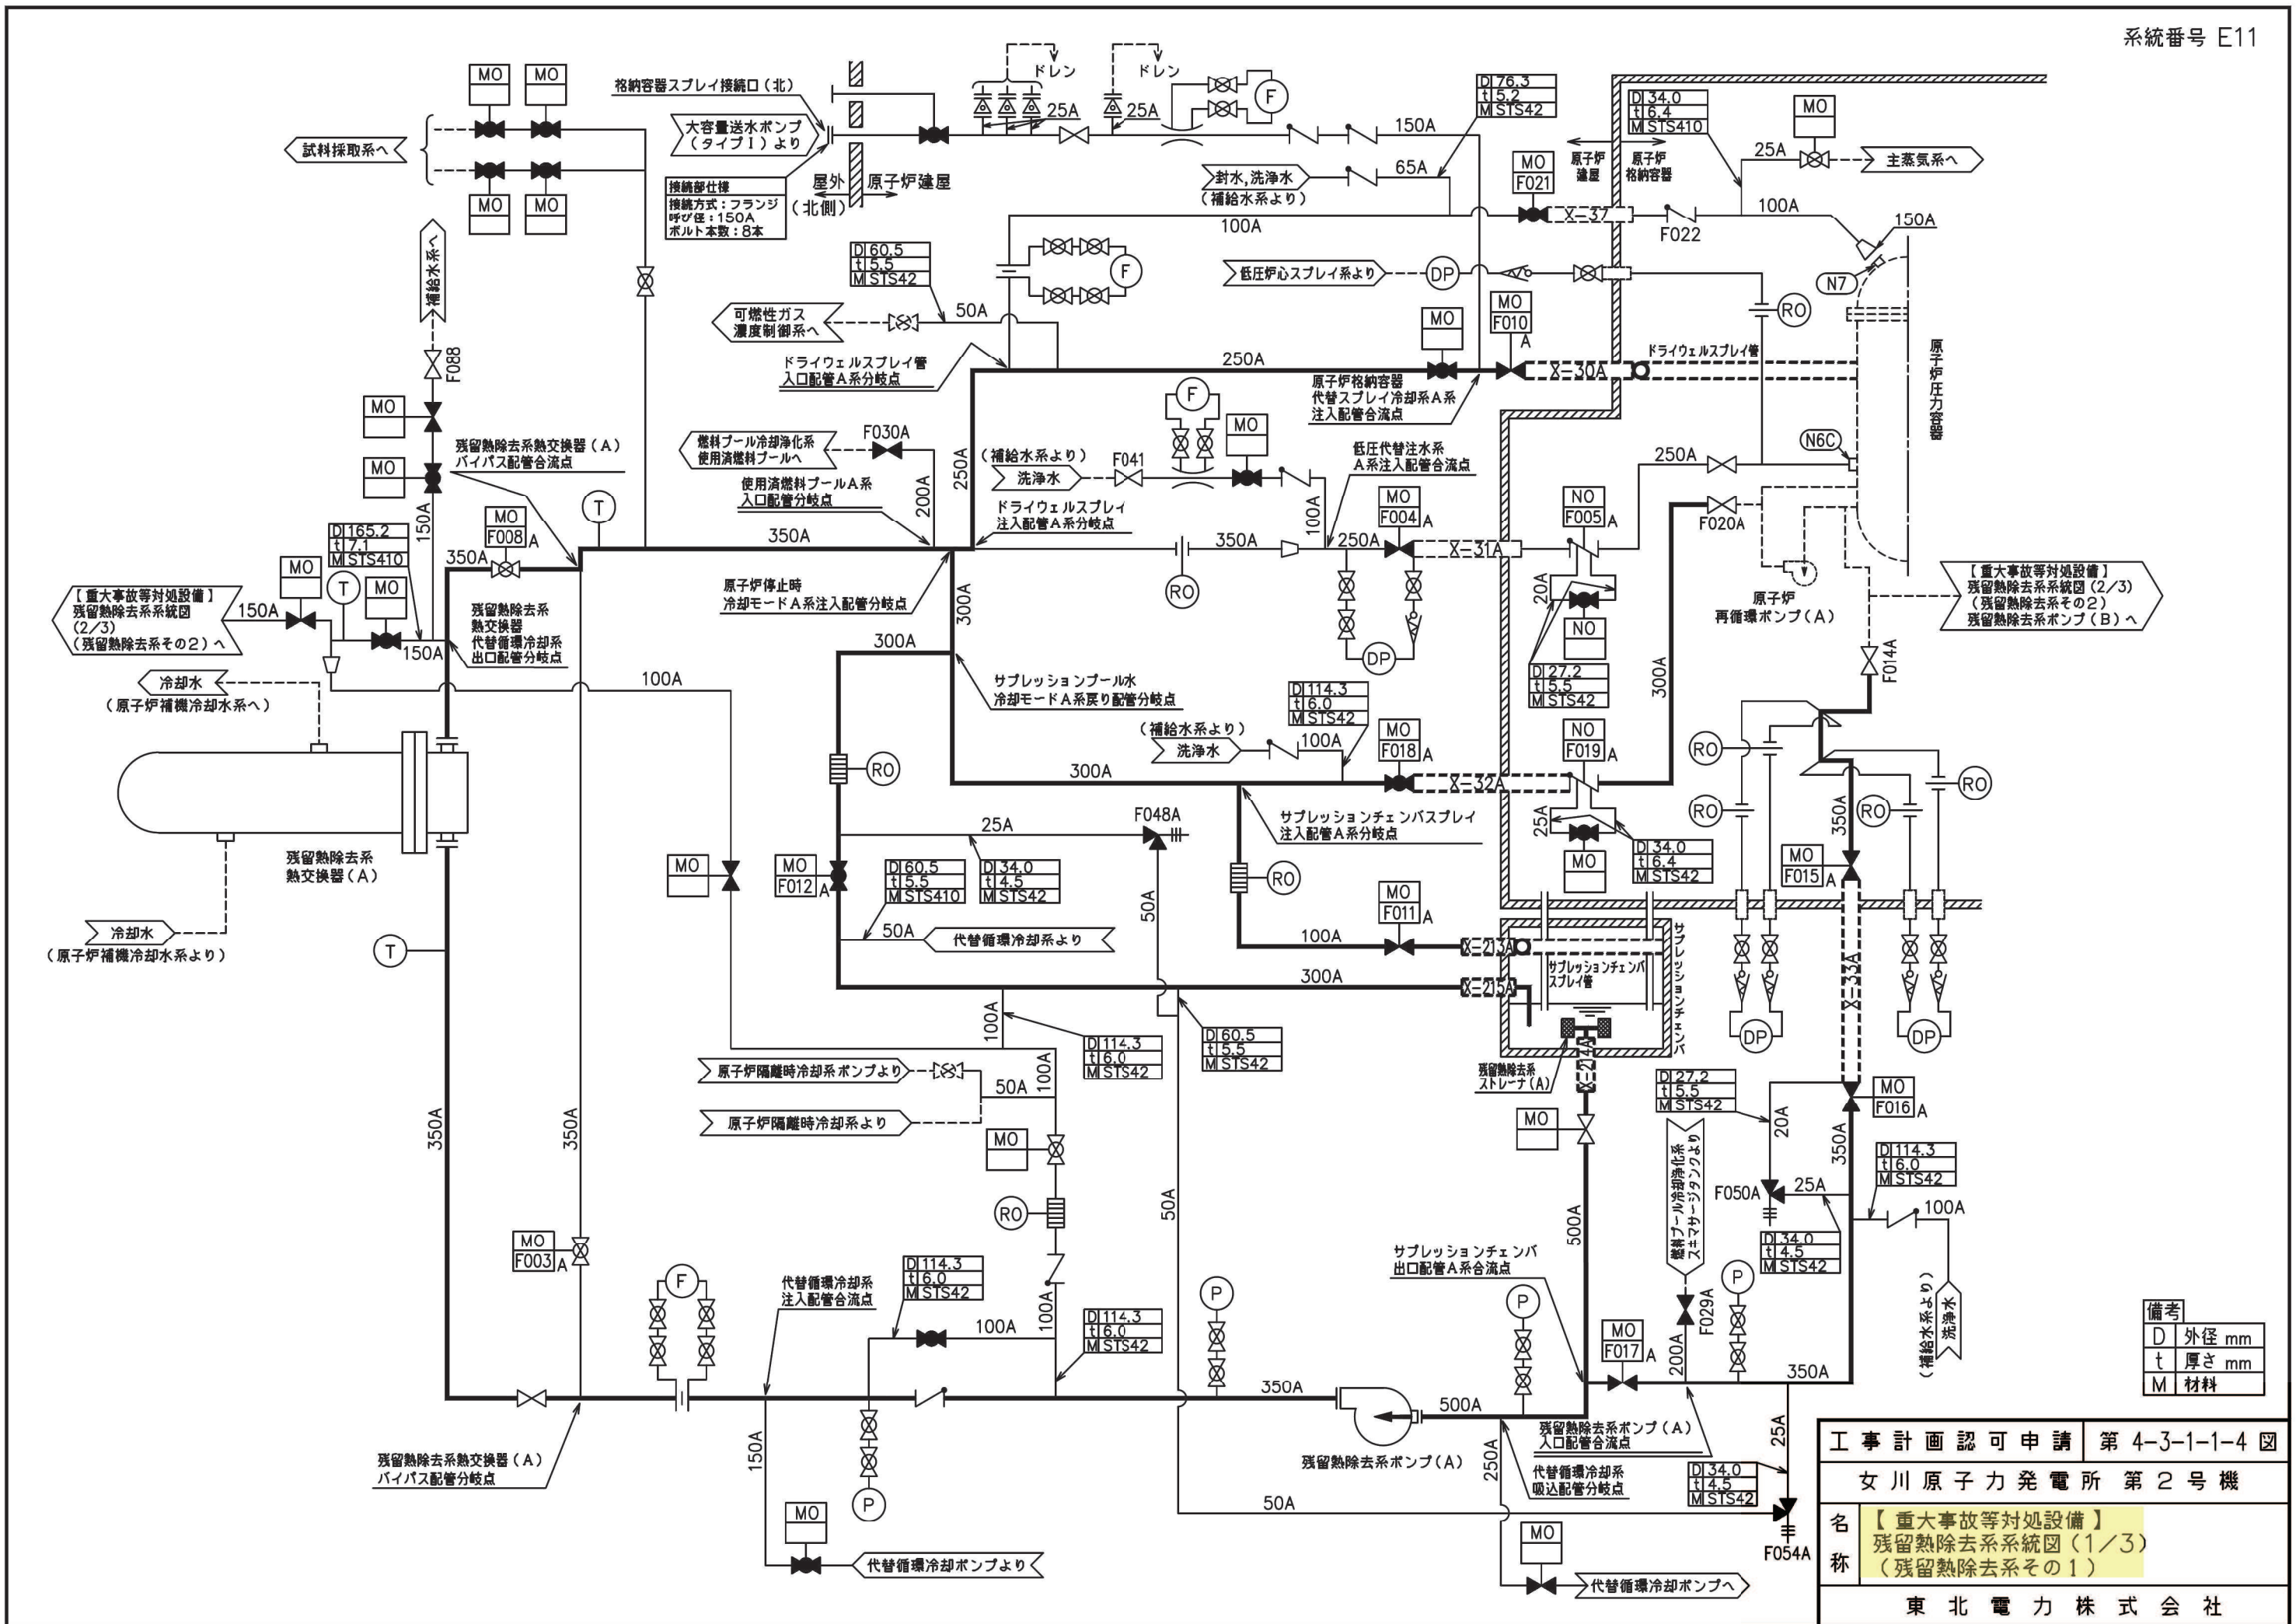 系統番号 E11
MO
MO
試料採取系へ
MO
MO
格納容器スプレイ接続口(北)
大容量送水ポンプ
(タイプⅠ)より
接続部仕様
接続方式:フランジ
呼び径:150A
ボルト本数:8本
屋外
(北側)
原子炉建屋
ドレン
ドレン
25A
25A
F
150A
D 76.3
t 5.2
M STS42
封水,洗浄水
(補給水系より)
65A
原子炉
建屋
原子炉
格納容器
D 34.0
t 6.4
M STS410
MO
25A
主蒸気系へ
MO
F021
X-37
F022
100A
150A
100A
N7
補給水系へ
F088
D 60.5
t 5.5
M STS42
F
低圧炉心スプレイ系より
DP
RO
可燃性ガス
濃度制御系へ
50A
ドライウェルスプレイ管
入口配管A系分岐点
250A
MO
MO
F010
A
X-30A
ドライウェルスプレイ管
原子炉圧力容器
原子炉格納容器
代替スプレイ冷却系A系
注入配管合流点
MO
MO
残留熱除去系熱交換器(A)
バイパス配管合流点
燃料プール冷却浄化系
使用済燃料プールへ
F030A
使用済燃料プールA系
入口配管分岐点
200A
250A
F
MO
(補給水系より)
洗浄水
F041
ドライウェルスプレイ
注入配管A系分岐点
100A
低圧代替注水系
A系注入配管合流点
N6C
250A
150A
T
MO
F008
A
350A
350A
350A
250A
RO
MO
F004
A
X-31A
NO
F005
A
F020A
D 165.2
t 7.1
M STS410
MO
T
MO
【重大事故等対処設備】
残留熱除去系系統図
(2/3)
(残留熱除去系その2)へ
150A
150A
残留熱除去系
熱交換器
代替循環冷却系
出口配管分岐点
原子炉停止時
冷却モードA系注入配管分岐点
300A
20A
NO
D 27.2
t 5.5
M STS42
DP
300A
原子炉
再循環ポンプ(A)
【重大事故等対処設備】
残留熱除去系系統図(2/3)
(残留熱除去系その2)
残留熱除去系ポンプ(B)へ
F014A
冷却水
(原子炉補機冷却水系へ)
100A
300A
サプレッションプール水
冷却モードA系戻り配管分岐点
D 114.3
t 6.0
M STS42
(補給水系より)
洗浄水
100A
MO
F018
A
X-32A
NO
F019
A
300A
RO
RO
RO
RO
RO
350A
残留熱除去系
熱交換器(A)
冷却水
(原子炉補機冷却水系より)
T
サプレッションチェンバスプレイ
注入配管A系分岐点
25A
MO
D 34.0
t 6.4
M STS42
25A
F048A
MO
MO
F012
A
D 60.5
t 5.5
M STS410
D 34.0
t 4.5
M STS42
RO
50A
50A
代替循環冷却系より
MO
F011
A
100A
X-213A
サプレッションチェンバ
スプレイ管
サプレッションチェンバ
300A
X-215A
MO
F015
A
X-33A
DP
DP
100A
D 114.3
t 6.0
M STS42
D 60.5
t 5.5
M STS42
原子炉隔離時冷却系ポンプより
50A
100A
原子炉隔離時冷却系より
残留熱除去系
ストレーナ(A)
X-214A
D 27.2
t 5.5
M STS42
20A
MO
F016
A
350A
350A
350A
MO
RO
50A
MO
500A
燃料プール冷却浄化系
スキマサージタンクより
F050A
25A
D 114.3
t 6.0
M STS42
100A
D 34.0
t 4.5
M STS42
(補給水系より)
洗浄水
MO
F003
A
F
代替循環冷却系
注入配管合流点
D 114.3
t 6.0
M STS42
100A
100A
D 114.3
t 6.0
M STS42
P
サプレッションチェンバ
出口配管A系合流点
P
MO
F017
A
F029A
200A
P
350A
備考
D 外径 mm
t 厚さ mm
M 材料
350A
500A
残留熱除去系ポンプ(A)
残留熱除去系熱交換器(A)
バイパス配管分岐点
150A
P
MO
代替循環冷却ポンプより
50A
250A
残留熱除去系ポンプ(A)
入口配管合流点
代替循環冷却系
吸込配管分岐点
25A
D 34.0
t 4.5
M STS42
F054A
MO
代替循環冷却ポンプへ
工事計画認可申請 第 4-3-1-1-4 図
女川原子力発電所 第2号機
名称
【重大事故等対処設備】
残留熱除去系系統図(1/3)
(残留熱除去系その1)
東北電力株式会社